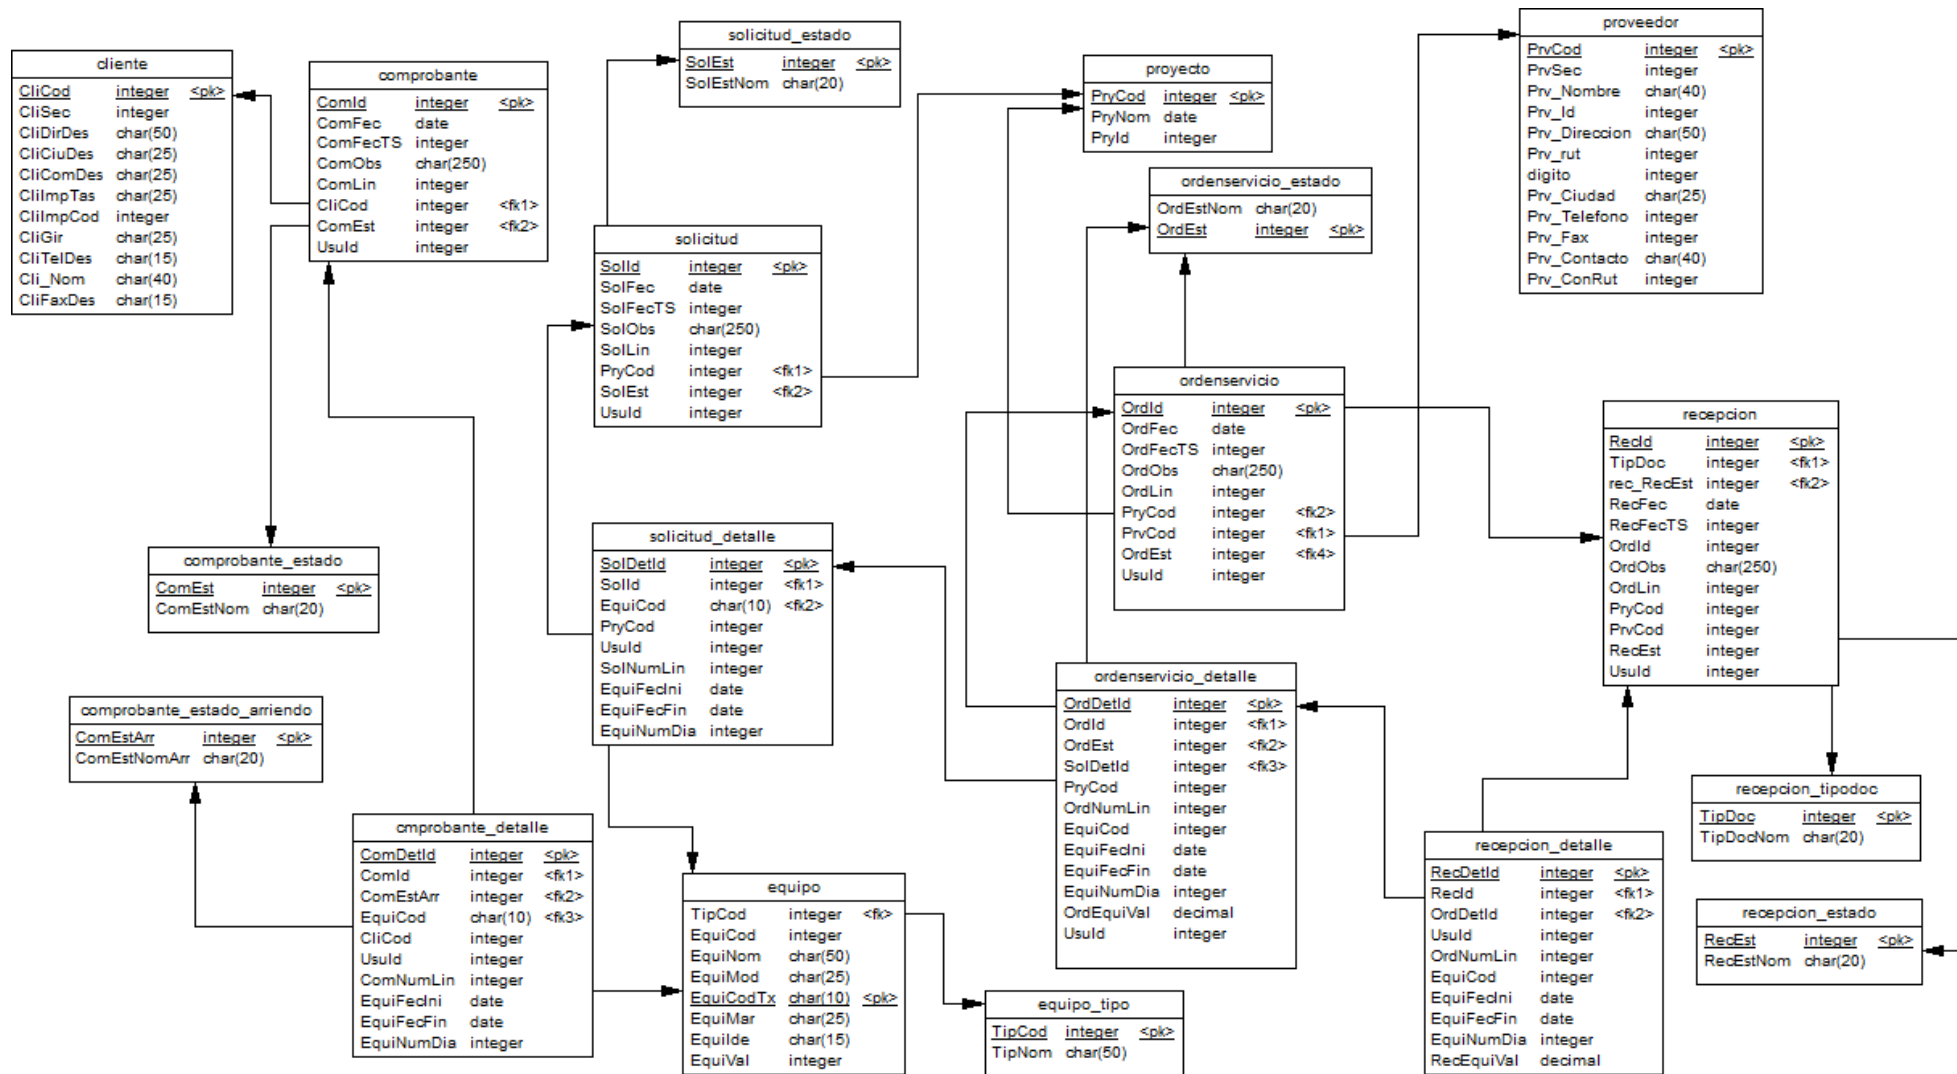 cliente
CliCod integer <pk>
CliSec integer
CliDirDes char(50)
CliCiuDes char(25)
CliComDes char(25)
CliImpTas char(25)
CliImpCod integer
CliGir char(25)
CliTelDes char(15)
Cli_Nom char(40)
CliFaxDes char(15)
comprobante
ComId integer <pk>
ComFec date
ComFecTS integer
ComObs char(250)
ComLin integer
CliCod integer <fk1>
ComEst integer <fk2>
UsuId integer
solicitud_estado
SolEst integer <pk>
SolEstNom char(20)
proyecto
PryCod integer <pk>
PryNom date
PryId integer
proveedor
PrvCod integer <pk>
PrvSec integer
Prv_Nombre char(40)
Prv_Id integer
Prv_Direccion char(50)
Prv_rut integer
digito integer
Prv_Ciudad char(25)
Prv_Telefono integer
Prv_Fax integer
Prv_Contacto char(40)
Prv_ConRut integer
ordenservicio_estado
OrdEstNom char(20)
OrdEst integer <pk>
solicitud
SolId integer <pk>
SolFec date
SolFecTS integer
SolObs char(250)
SolLin integer
PryCod integer <fk1>
SolEst integer <fk2>
UsuId integer
ordenservicio
OrdId integer <pk>
OrdFec date
OrdFecTS integer
OrdObs char(250)
OrdLin integer
PryCod integer <fk2>
PrvCod integer <fk1>
OrdEst integer <fk4>
UsuId integer
recepcion
RecId integer <pk>
TipDoc integer <fk1>
rec_RecEst integer <fk2>
RecFec date
RecFecTS integer
OrdId integer
OrdObs char(250)
OrdLin integer
PryCod integer
PrvCod integer
RecEst integer
UsuId integer
comprobante_estado
ComEst integer <pk>
ComEstNom char(20)
solicitud_detalle
SolDetId integer <pk>
SolId integer <fk1>
EquiCod char(10) <fk2>
PryCod integer
UsuId integer
SolNumLin integer
EquiFecIni date
EquiFecFin date
EquiNumDia integer
ordenservicio_detalle
OrdDetId integer <pk>
OrdId integer <fk1>
OrdEst integer <fk2>
SolDetId integer <fk3>
PryCod integer
OrdNumLin integer
EquiCod integer
EquiFecIni date
EquiFecFin date
EquiNumDia integer
OrdEquiVal decimal
UsuId integer
comprobante_estado_arriendo
ComEstArr integer <pk>
ComEstNomArr char(20)
recepcion_tipodoc
TipDoc integer <pk>
TipDocNom char(20)
cmprobante_detalle
ComDetId integer <pk>
ComId integer <fk1>
ComEstArr integer <fk2>
EquiCod char(10) <fk3>
CliCod integer
UsuId integer
ComNumLin integer
EquiFecIni date
EquiFecFin date
EquiNumDia integer
equipo
TipCod integer <fk>
EquiCod integer
EquiNom char(50)
EquiMod char(25)
EquiCodTx char(10) <pk>
EquiMar char(25)
EquiIde char(15)
EquiVal integer
equipo_tipo
TipCod integer <pk>
TipNom char(50)
recepcion_detalle
RecDetId integer <pk>
RecId integer <fk1>
OrdDetId integer <fk2>
UsuId integer
OrdNumLin integer
EquiCod integer
EquiFecIni date
EquiFecFin date
EquiNumDia integer
RecEquiVal decimal
recepcion_estado
RecEst integer <pk>
RecEstNom char(20)